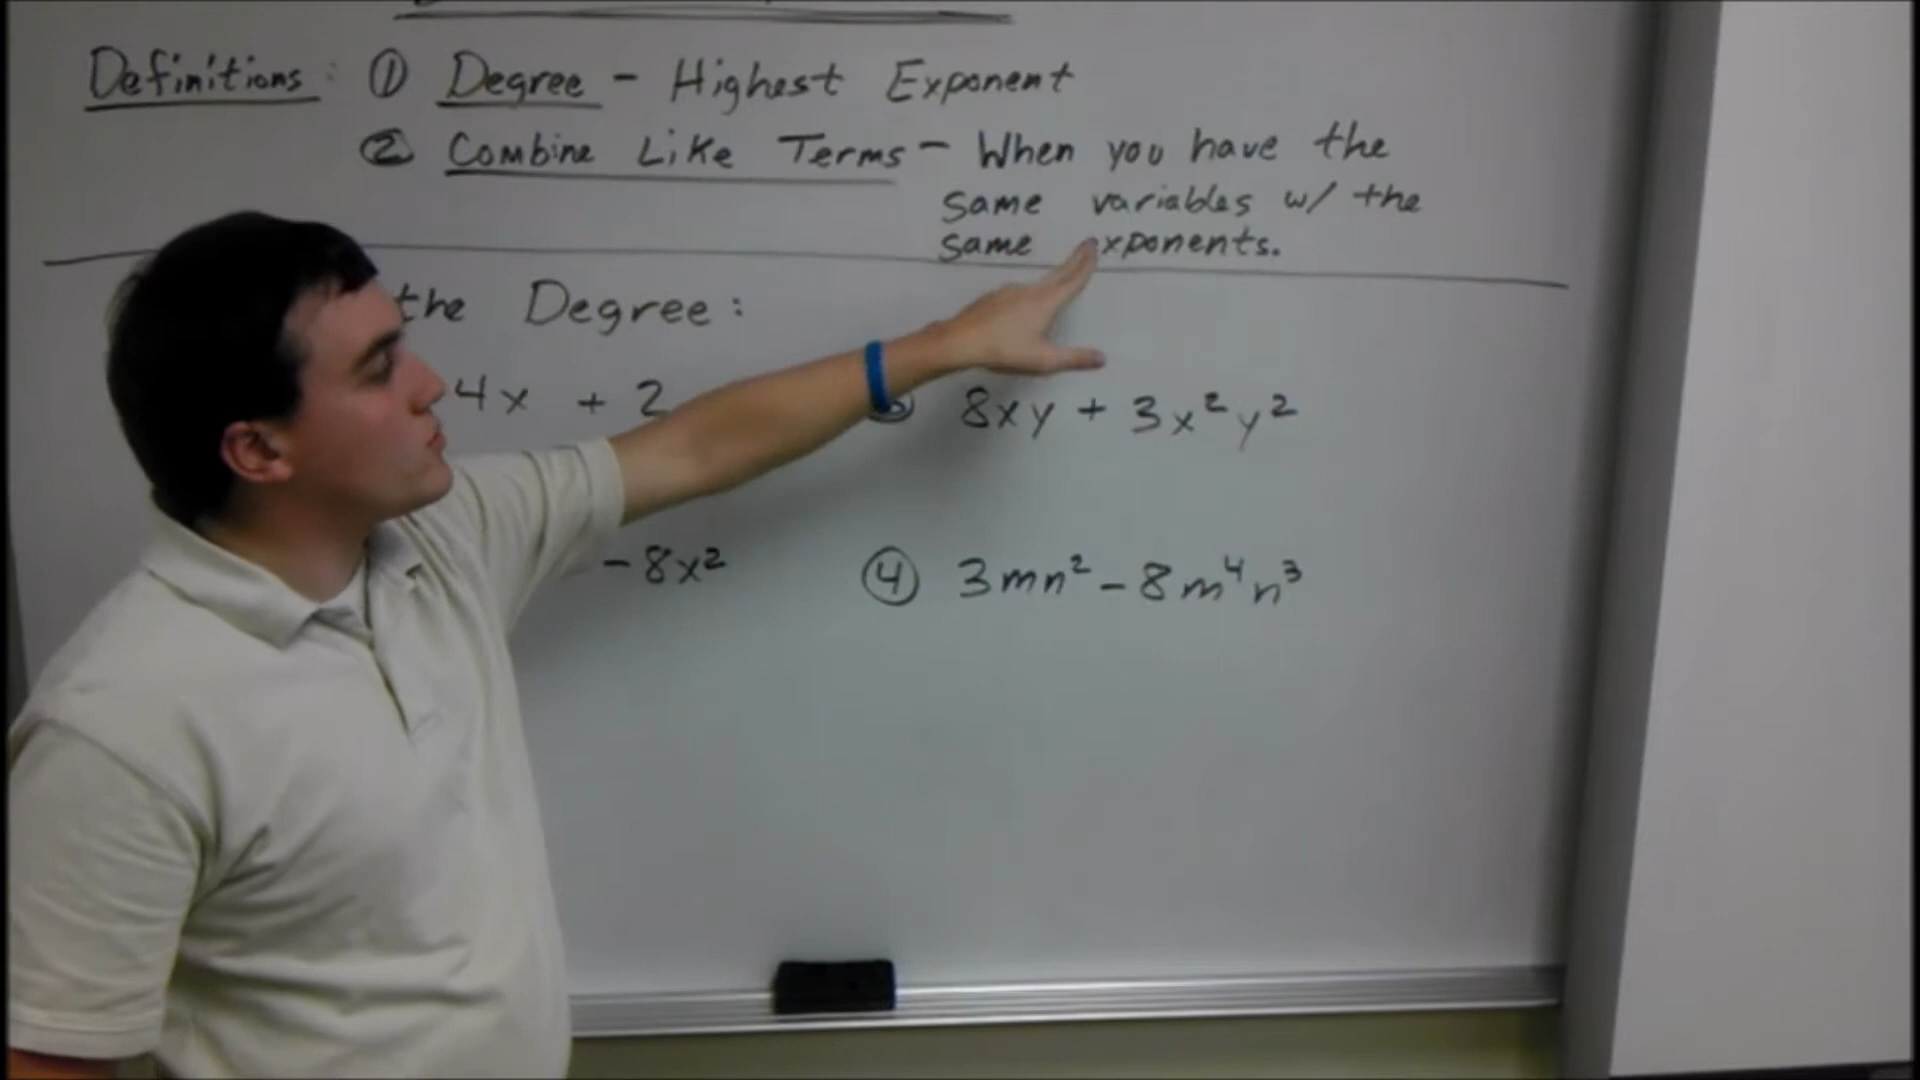 Definitions: ① Degree - Highest Exponent
② Combine Like Terms - When you have the
same variables w/ the
same exponents.
the Degree:
4x + 2
8xy + 3x²y²
-8x²
④ 3mn² - 8m⁴n³